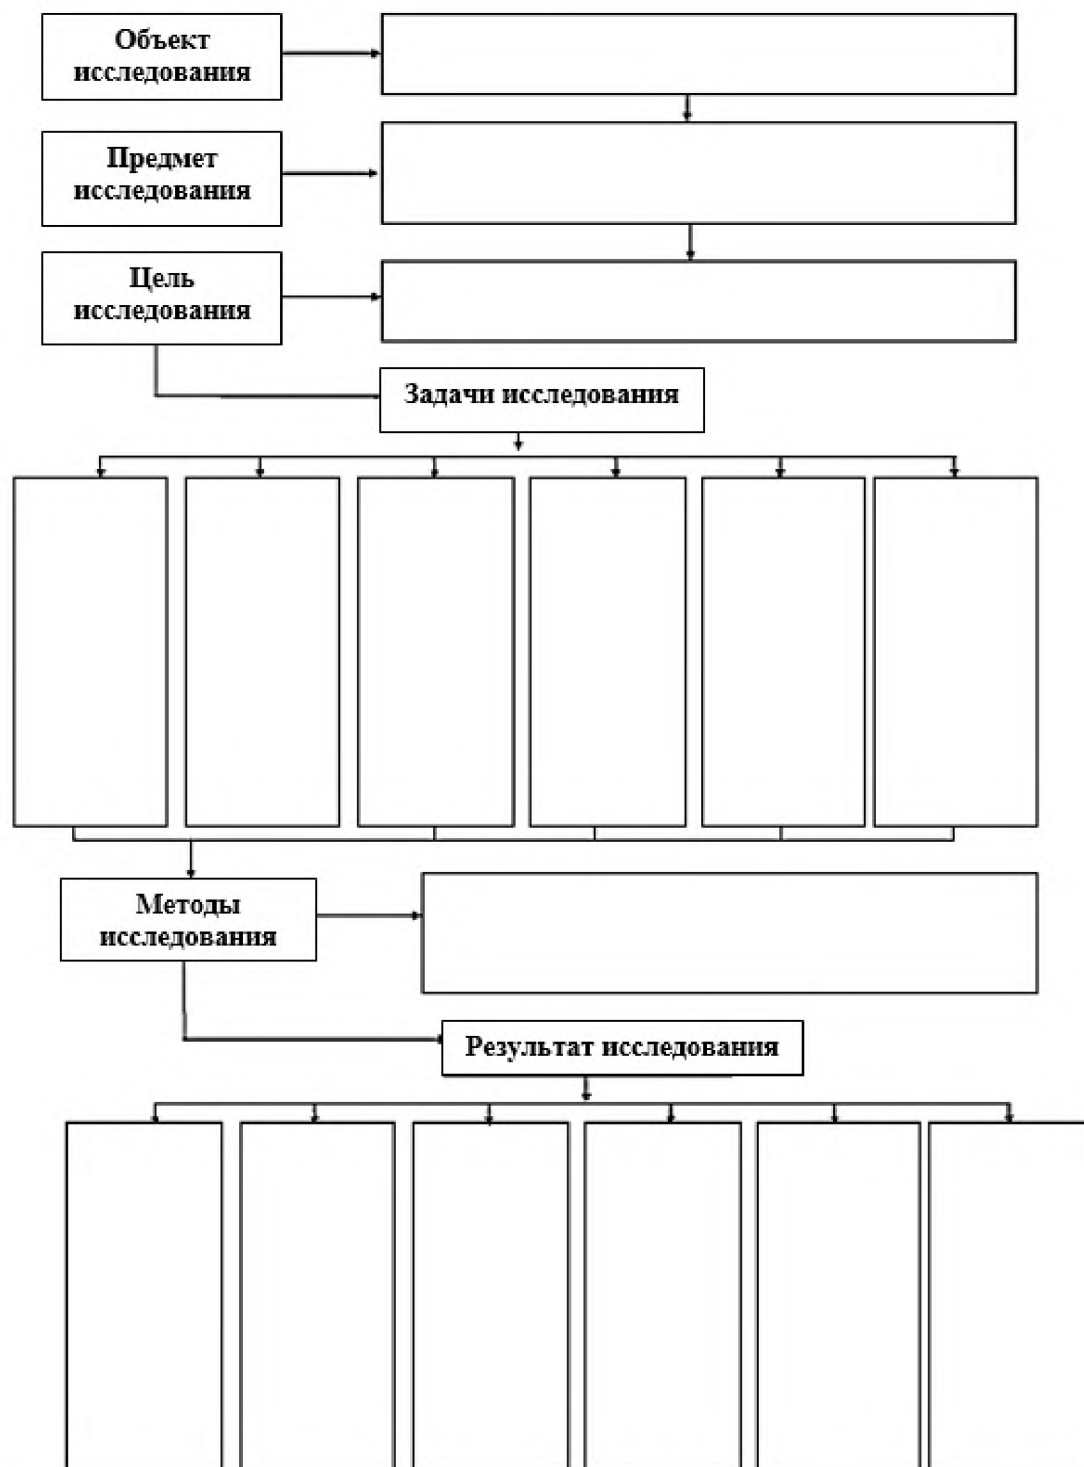 Объект
исследования
Предмет
исследования
Цель
исследования
Задачи исследования
Методы
исследования
Результат исследования